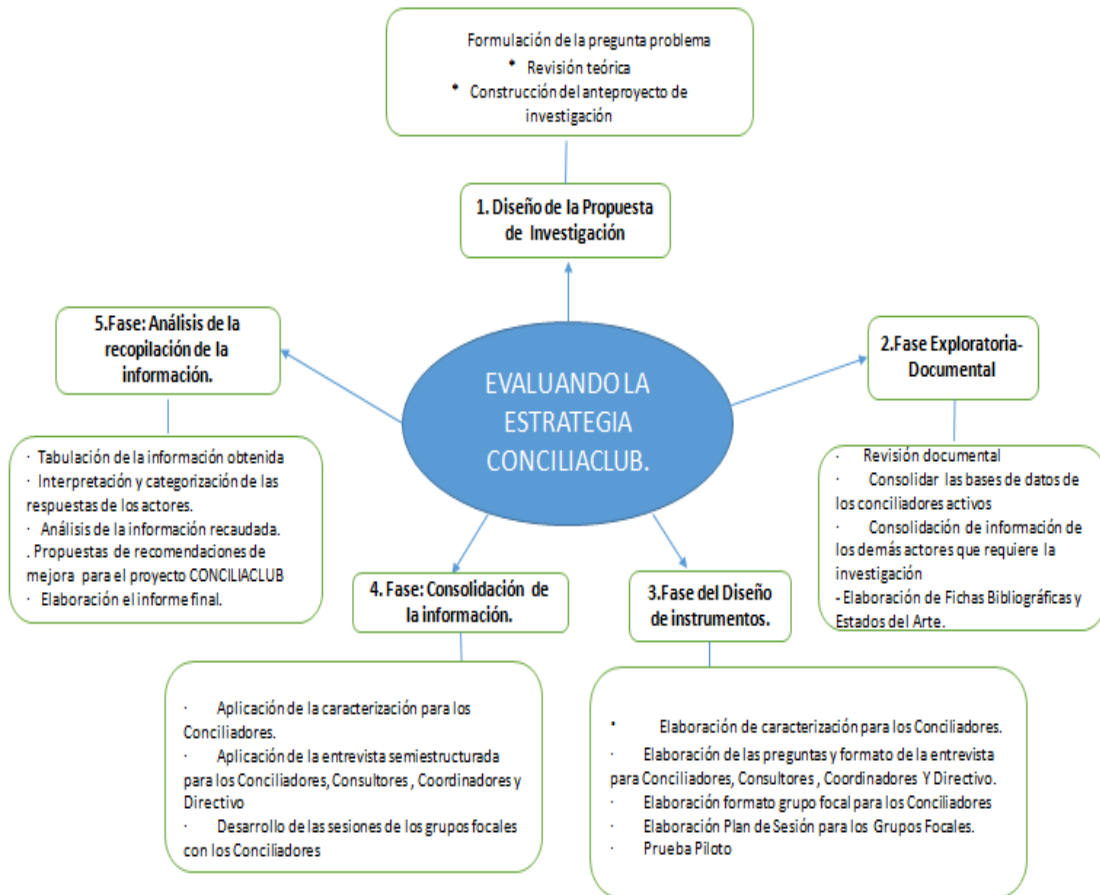 Formulación de la pregunta problema
* Revisión teórica
* Construcción del anteproyecto de
investigación
1. Diseño de la Propuesta
de Investigación
EVALUANDO LA
ESTRATEGIA
CONCILIACLUB.
2.Fase Exploratoria-
Documental
· Revisión documental
· Consolidar las bases de datos de
los conciliadores activos
· Consolidación de información de
los demás actores que requiere la
investigación
- Elaboración de Fichas Bibliográficas y
Estados del Arte.
3.Fase del Diseño
de instrumentos.
· Elaboración de caracterización para los Conciliadores.
· Elaboración de las preguntas y formato de la entrevista
para Conciliadores, Consultores , Coordinadores Y Directivo.
· Elaboración formato grupo focal para los Conciliadores
· Elaboración Plan de Sesión para los Grupos Focales.
· Prueba Piloto
4. Fase: Consolidación de
la información.
· Aplicación de la caracterización para los
Conciliadores.
· Aplicación de la entrevista semiestructurada
para los Conciliadores, Consultores , Coordinadores y
Directivo
· Desarrollo de las sesiones de los grupos focales
con los Conciliadores
5.Fase: Análisis de la
recopilación de la
información.
· Tabulación de la información obtenida
· Interpretación y categorización de las
respuestas de los actores.
· Análisis de la información recaudada.
. Propuestas de recomendaciones de
mejora para el proyecto CONCILIACLUB
· Elaboración el informe final.